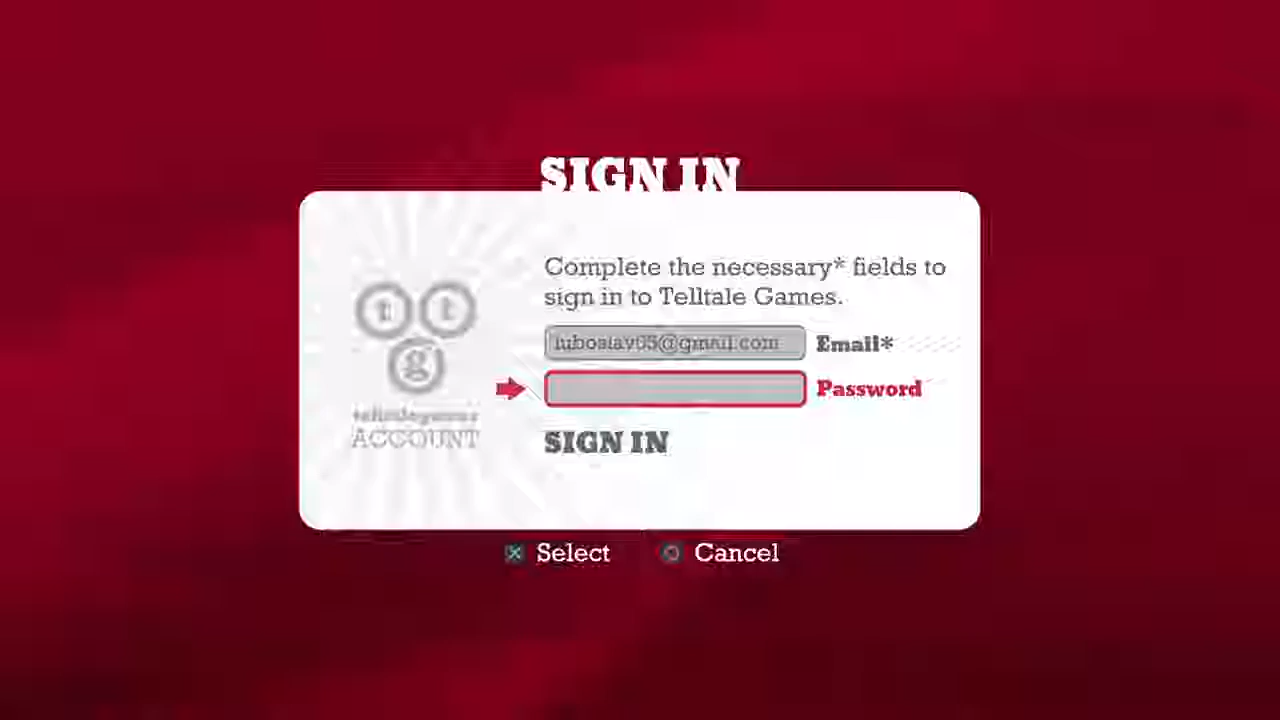 SIGN IN
Complete the necessary* fields to
sign in to Telltale Games.
Email*
Password
t t
g
telltalegames
ACCOUNT
SIGN IN
Select
Cancel